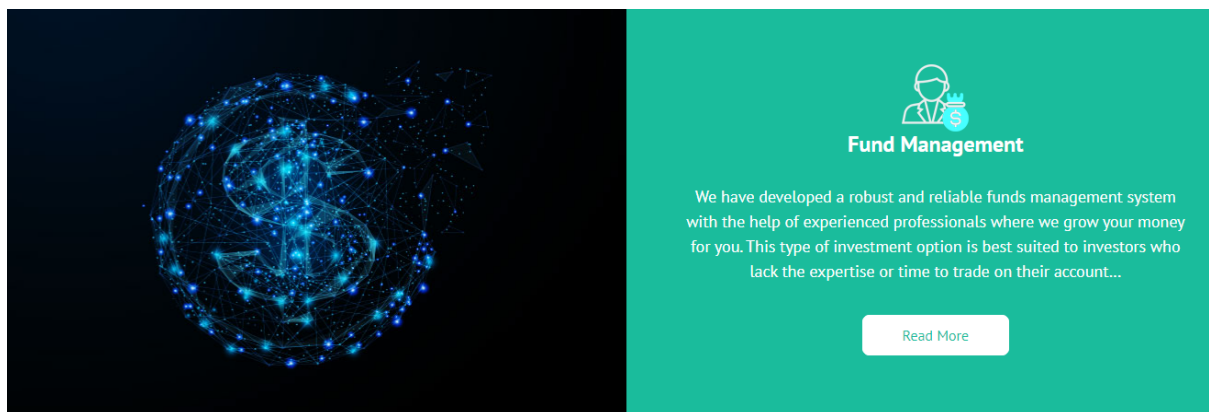 Fund Management
We have developed a robust and reliable funds management system
with the help of experienced professionals where we grow your money
for you. This type of investment option is best suited to investors who
lack the expertise or time to trade on their account...
Read More